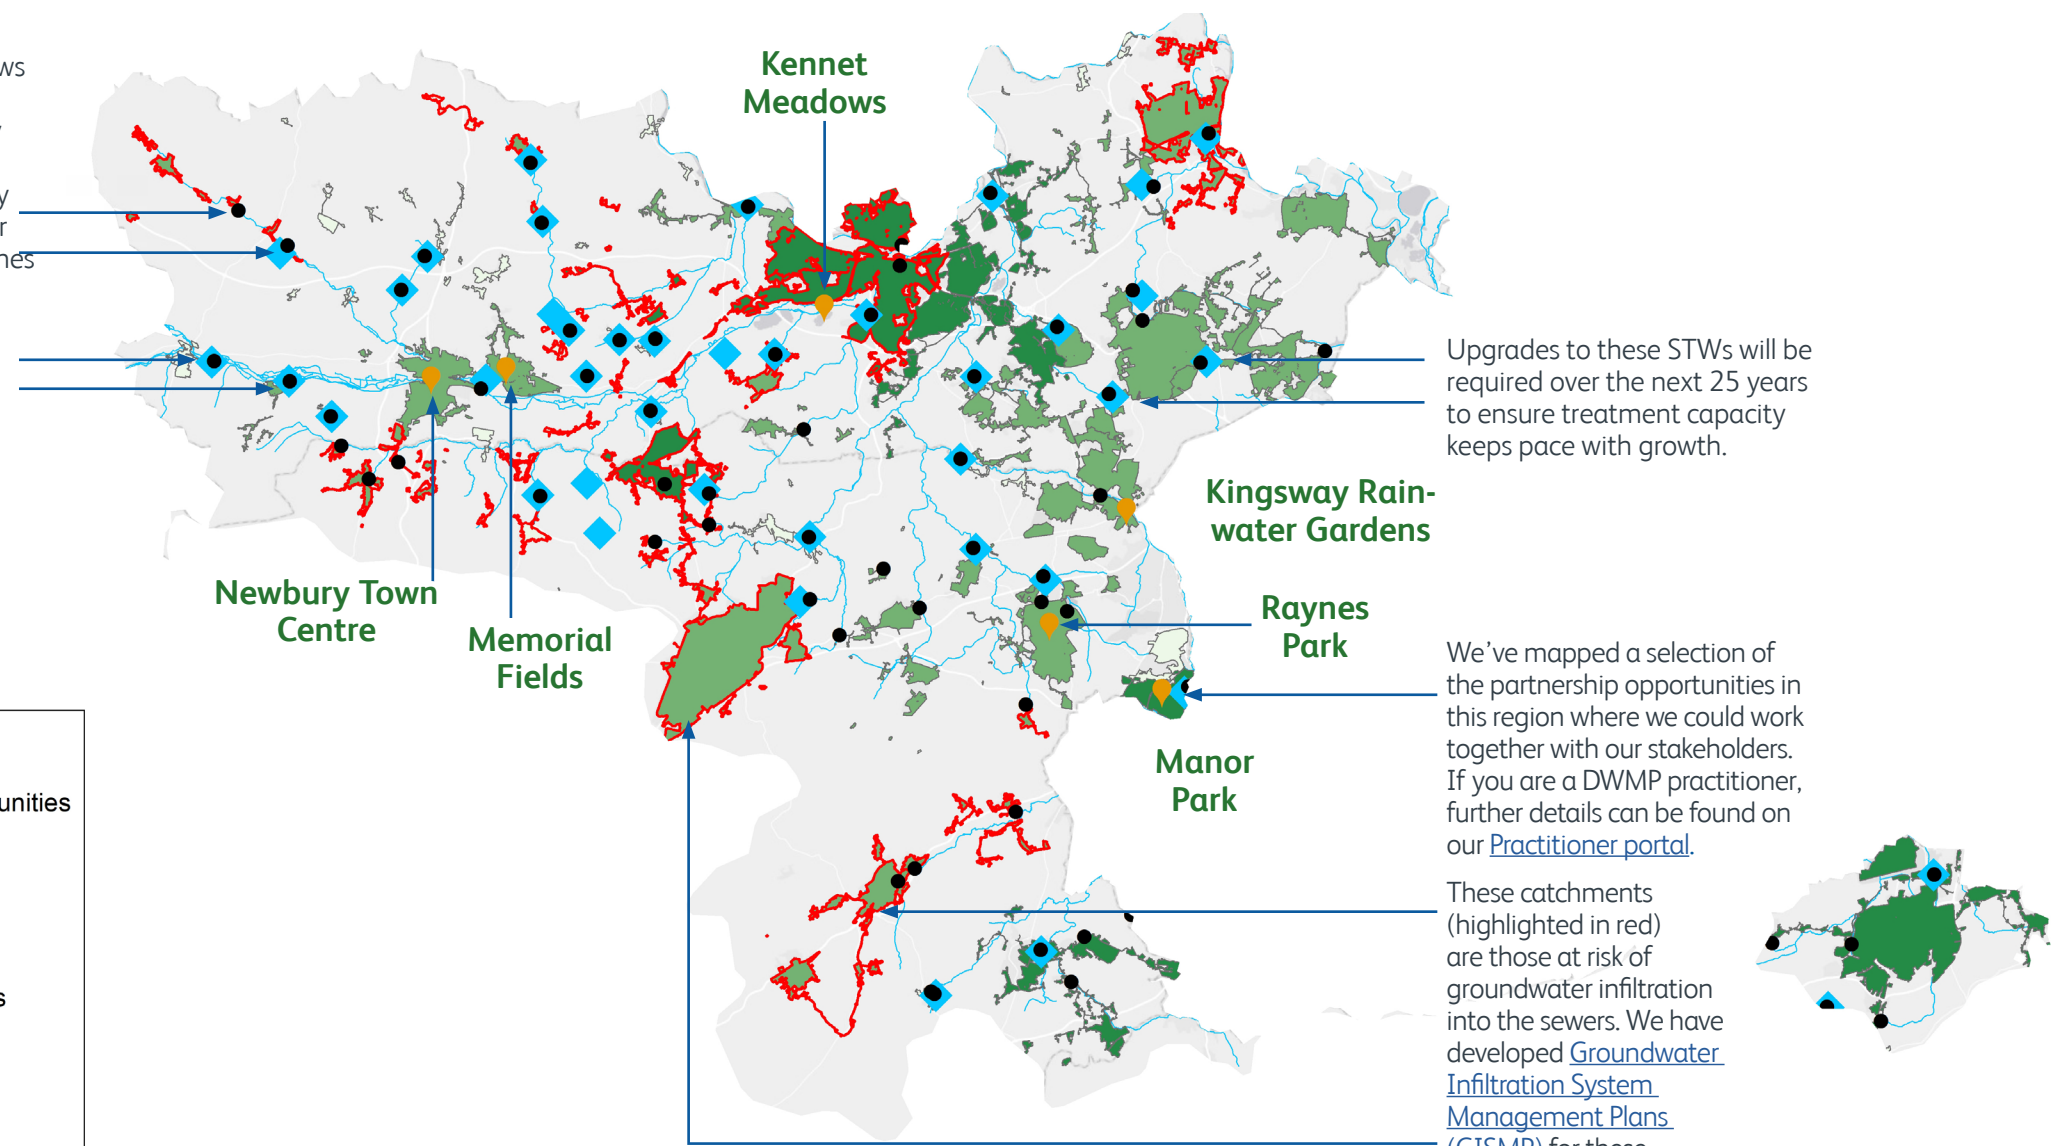 ws
y
r
nes
unities
s
Kennet
Meadows
Newbury Town
Centre
Memorial
Fields
Kingsway Rain-
water Gardens
Raynes
Park
Manor
Park
Upgrades to these STWs will be
required over the next 25 years
to ensure treatment capacity
keeps pace with growth.
We’ve mapped a selection of
the partnership opportunities in
this region where we could work
together with our stakeholders.
If you are a DWMP practitioner,
further details can be found on
our Practitioner portal.
These catchments
(highlighted in red)
are those at risk of
groundwater infiltration
into the sewers. We have
developed Groundwater
Infiltration System
Management Plans
(GISMP) for these